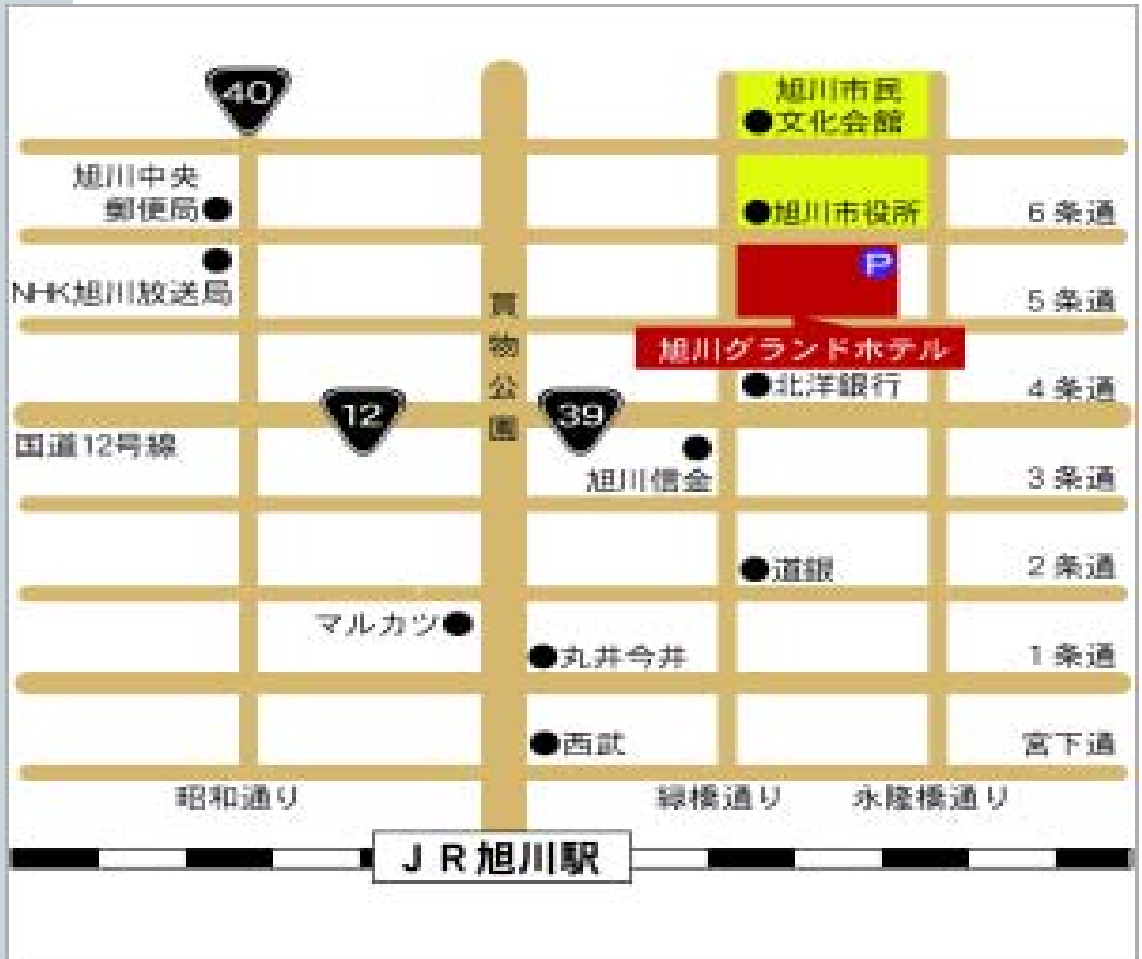 40
旭川市民
文化会館
旭川中央
郵便局
旭川市役所
6条通
NHK旭川放送局
P
5条通
買物公園
旭川グランドホテル
北洋銀行
4条通
12
39
国道12号線
旭川信金
3条通
道銀
2条通
マルカツ
丸井今井
1条通
西武
宮下通
昭和通り
緑橋通り
永隆橋通り
JR旭川駅